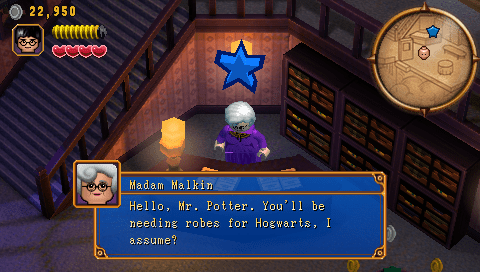 22,950
Madam Malkin
Hello, Mr. Potter. You'll be
needing robes for Hogwarts, I
assume?